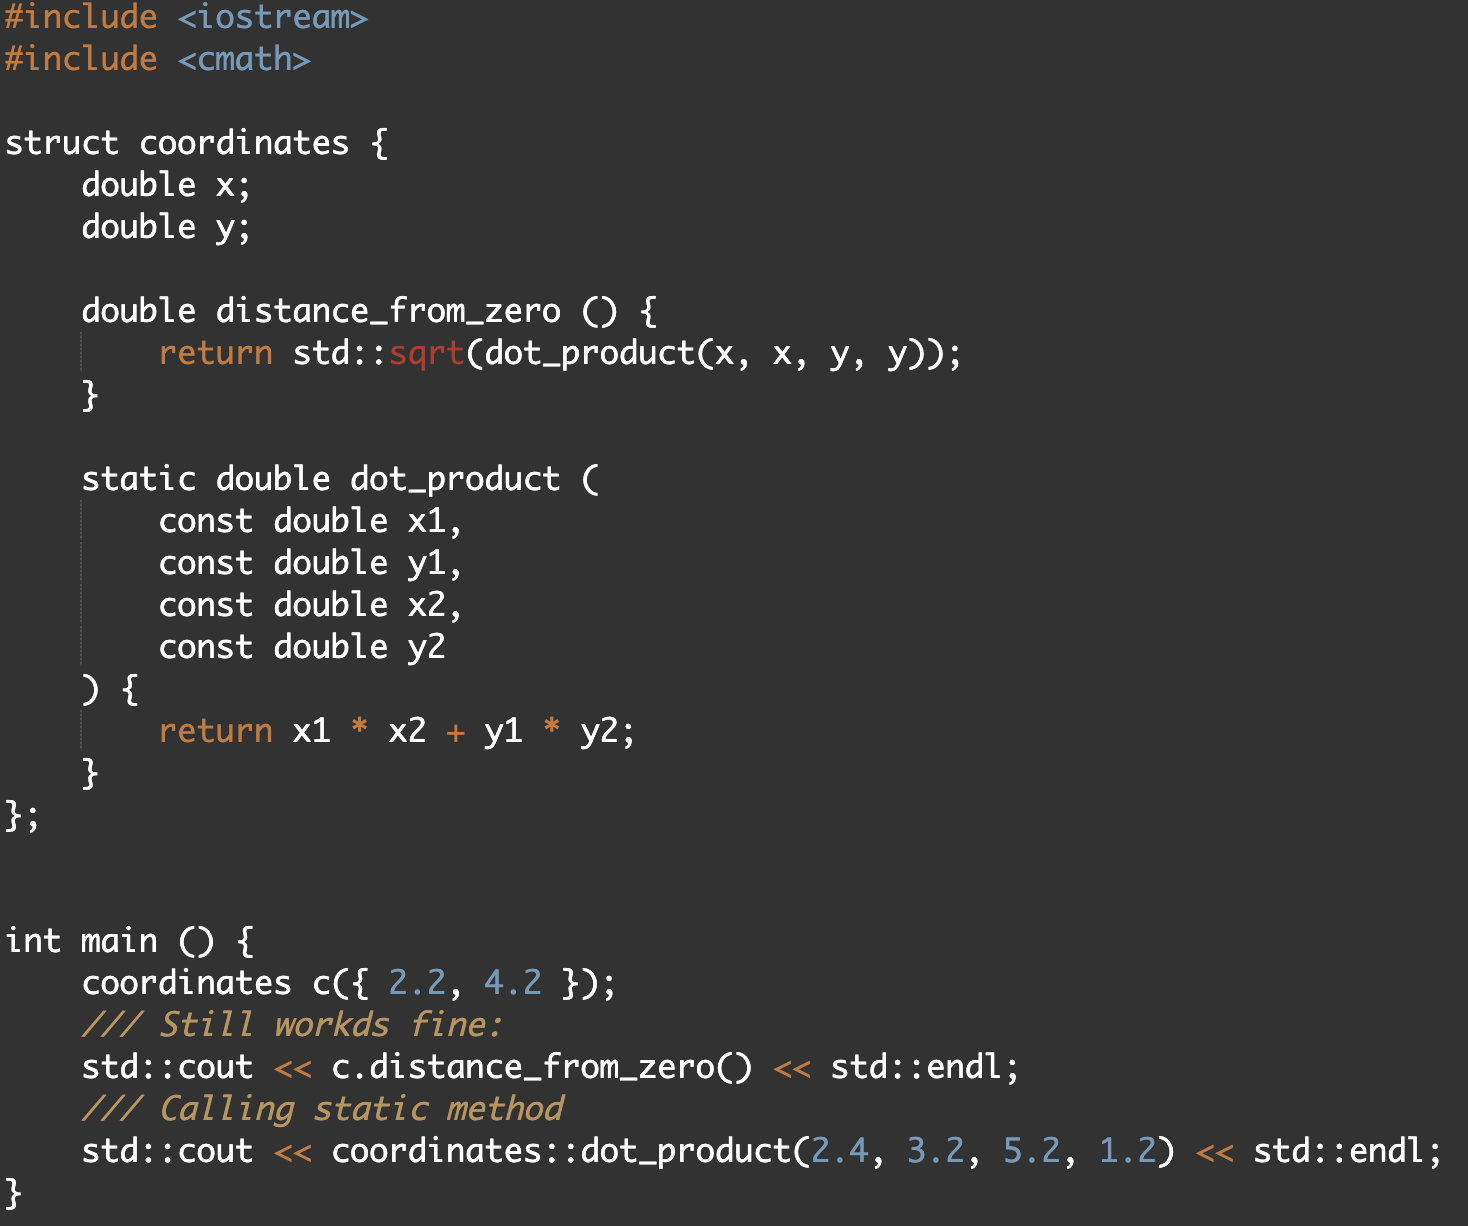 #include <iostream>
#include <cmath>
struct coordinates {
double x;
double y;
double distance_from_zero () {
return std::sqrt(dot_product(x, x, y, y));
}
static double dot_product (
const double x1,
const double y1,
const double x2,
const double y2
) {
return x1 * x2 + y1 * y2;
}
};
int main () {
coordinates c({ 2.2, 4.2 });
/// Still workds fine:
std::cout << c.distance_from_zero() << std::endl;
/// Calling static method
std::cout << coordinates::dot_product(2.4, 3.2, 5.2, 1.2) << std::endl;
}